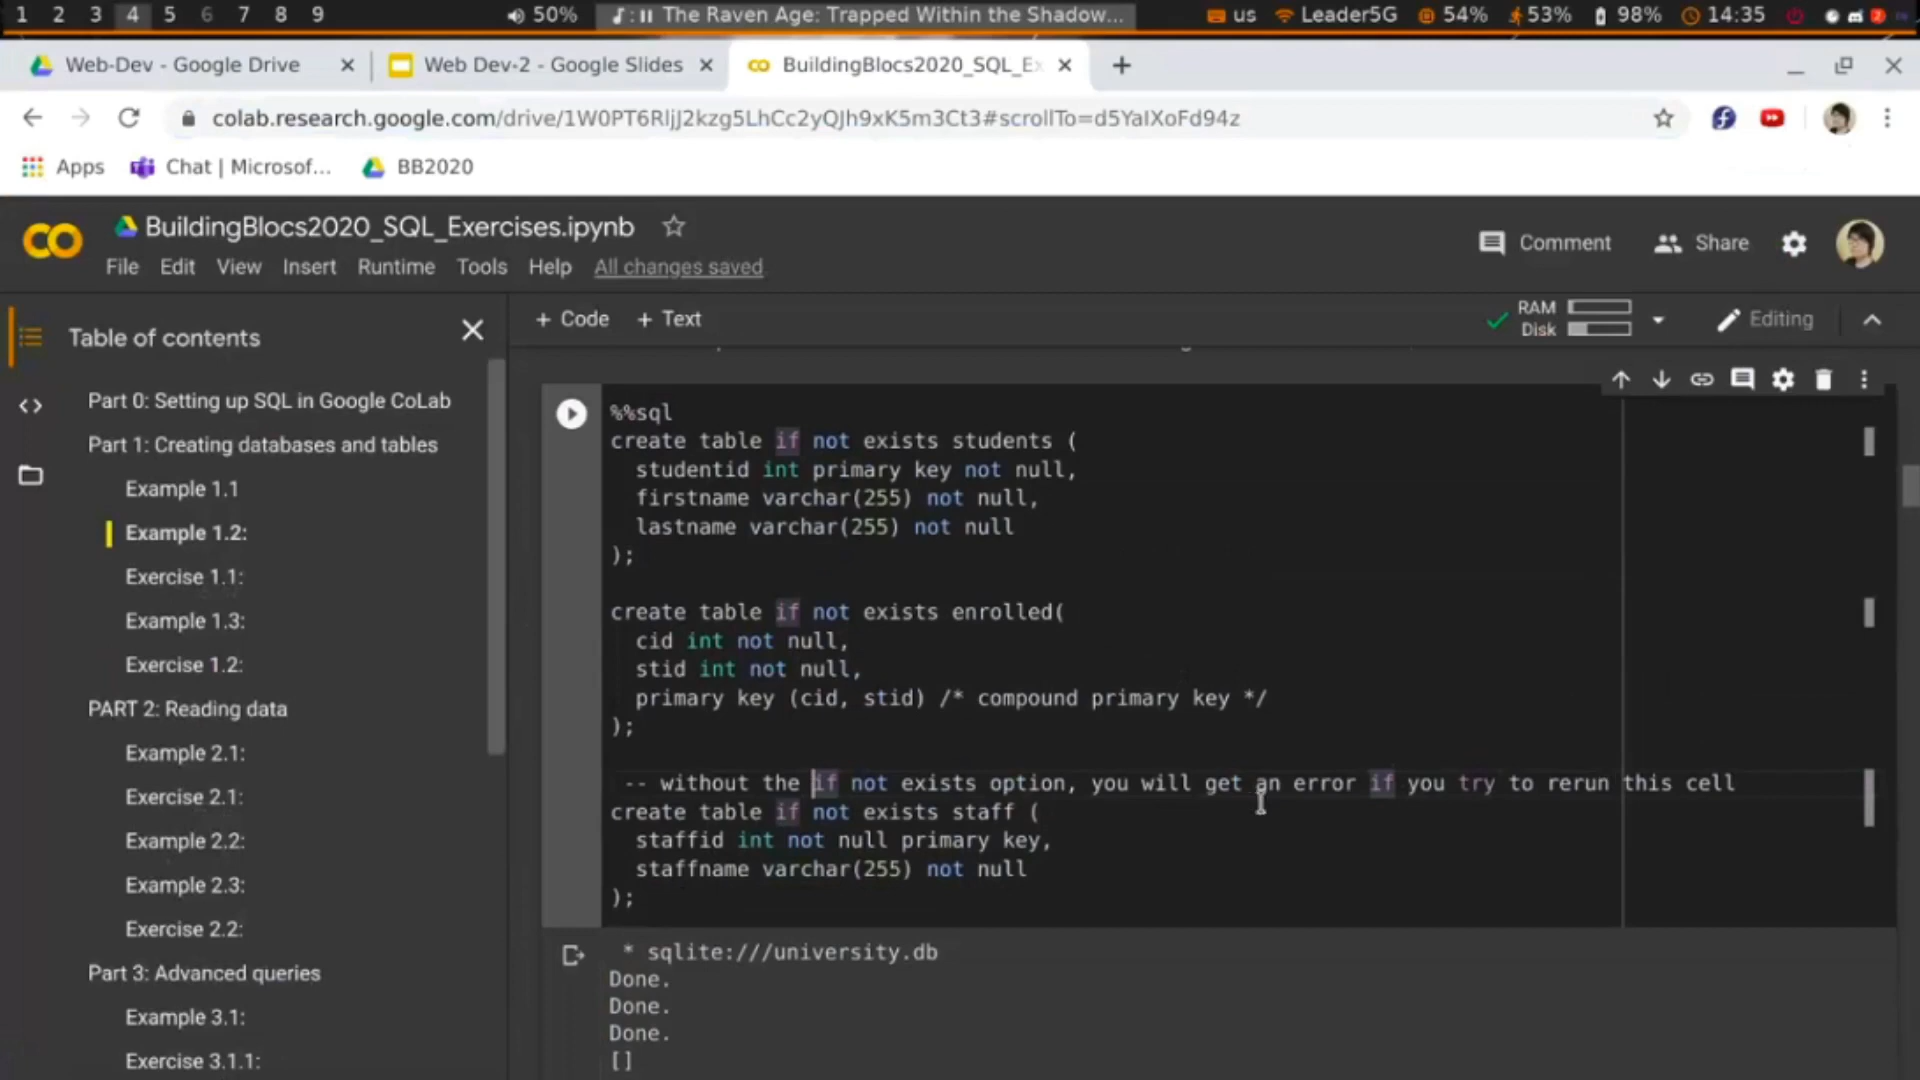 1 2 3 4 5 6 7 8 9 50% The Raven Age: Trapped Within the Shadow... us Leader5G 54% 53% 98% 14:35
Web-Dev - Google Drive Web Dev-2 - Google Slides BuildingBlocs2020_SQL_Ex
colab.research.google.com/drive/1W0PT6RljJ2kzg5LhCc2yQJh9xK5m3Ct3#scrollTo=d5YaIXoFd94z
Apps Chat | Microsof... BB2020
BuildingBlocs2020_SQL_Exercises.ipynb
Comment Share
File Edit View Insert Runtime Tools Help All changes saved
+ Code + Text
RAM
Disk
Editing
Table of contents
Part 0: Setting up SQL in Google CoLab
Part 1: Creating databases and tables
Example 1.1
Example 1.2:
Exercise 1.1:
Example 1.3:
Exercise 1.2:
PART 2: Reading data
Example 2.1:
Exercise 2.1:
Example 2.2:
Example 2.3:
Exercise 2.2:
Part 3: Advanced queries
Example 3.1:
Exercise 3.1.1:
%%sql
create table if not exists students (
studentid int primary key not null,
firstname varchar(255) not null,
lastname varchar(255) not null
);
create table if not exists enrolled(
cid int not null,
stid int not null,
primary key (cid, stid) /* compound primary key */
);
-- without the if not exists option, you will get an error if you try to rerun this cell
create table if not exists staff (
staffid int not null primary key,
staffname varchar(255) not null
);
* sqlite:///university.db
Done.
Done.
Done.
[]